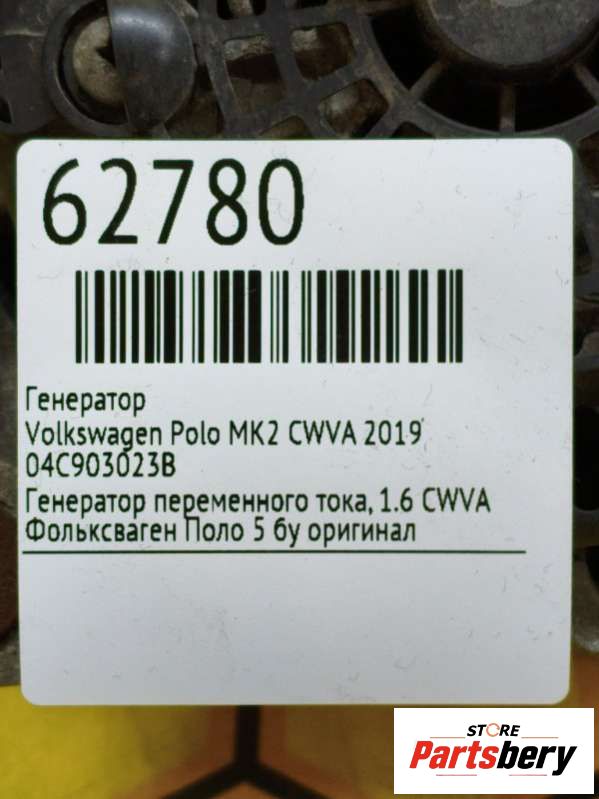 62780
Генератор
Volkswagen Polo MK2 CWVA 2019
04C903023B
Генератор переменного тока, 1.6 CWVA
Фольксваген Поло 5 бу оригинал
STORE
Partsbery